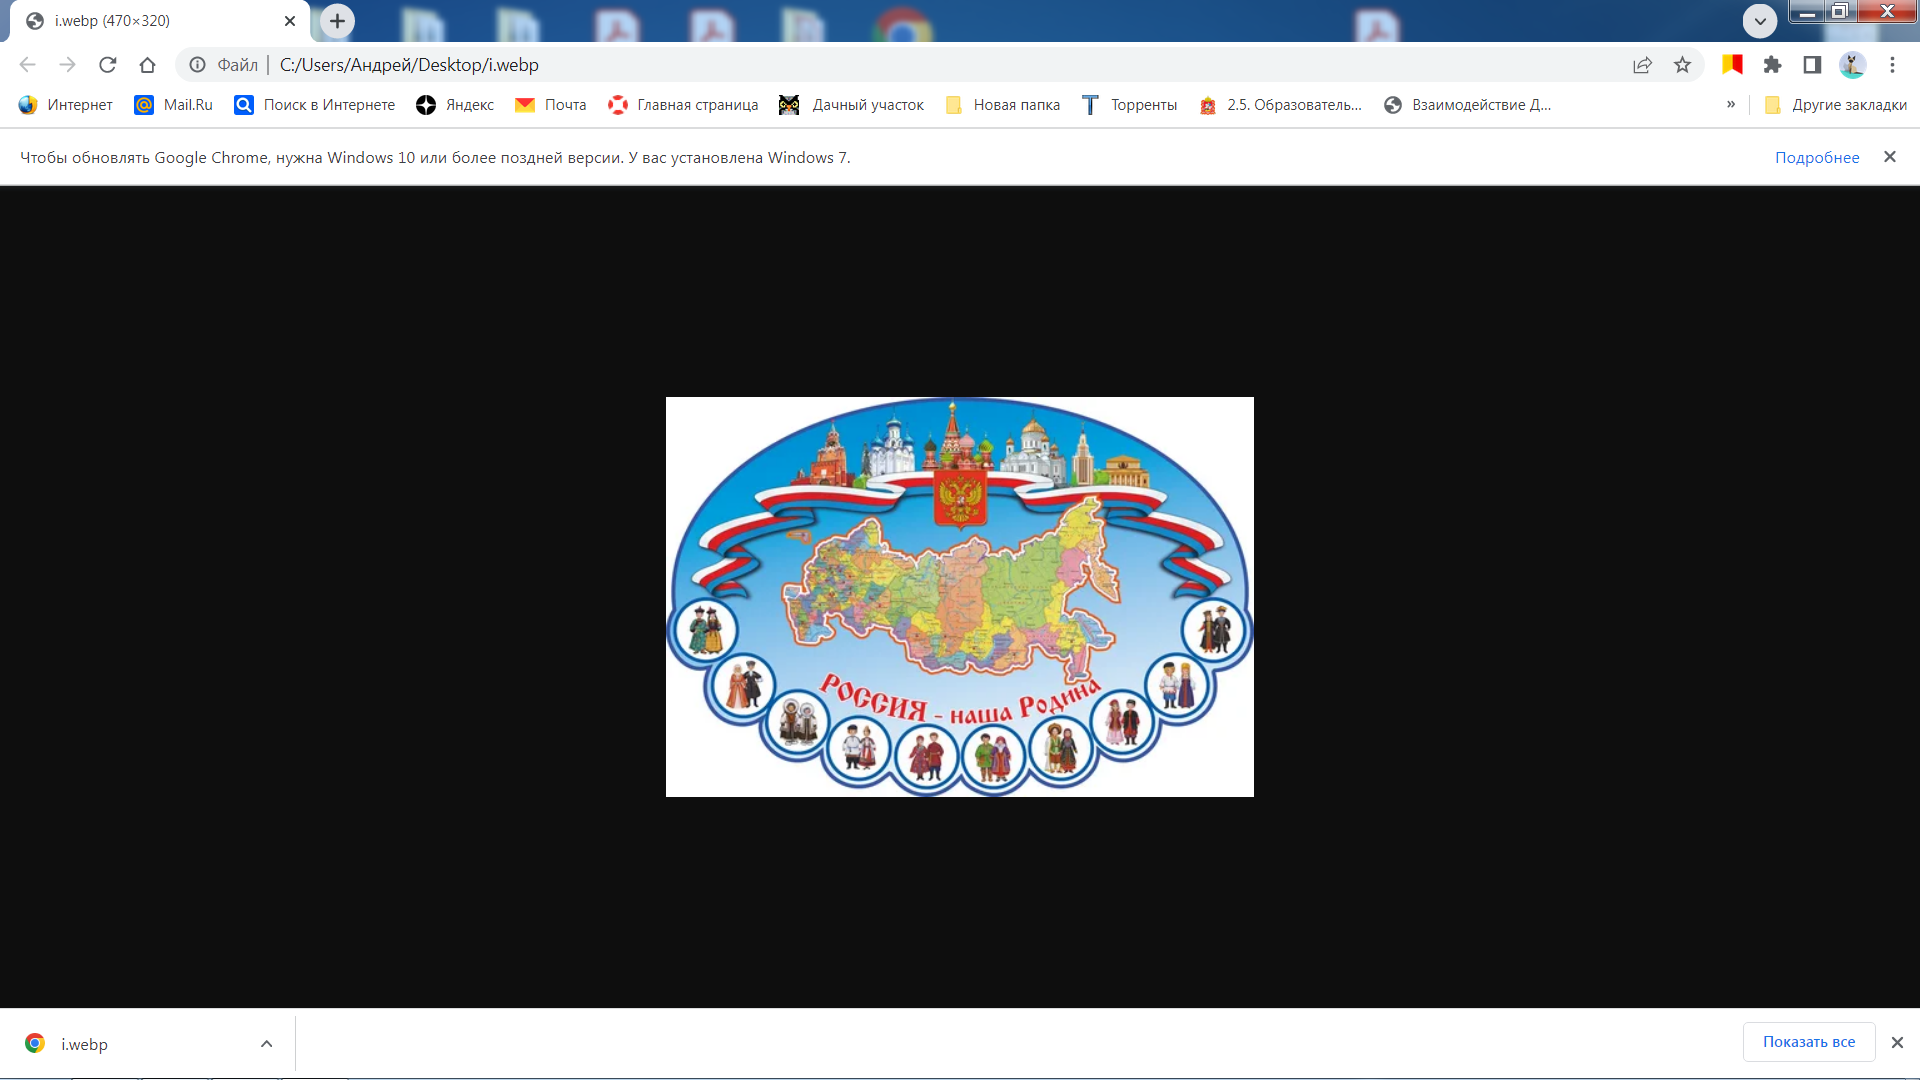 i.webp (470×320)
Файл | C:/Users/Андрей/Desktop/i.webp
Интернет Mail.Ru Поиск в Интернете Яндекс Почта Главная страница Дачный участок Новая папка Торренты 2.5. Образователь... Взаимодействие Д... » Другие закладки
Чтобы обновлять Google Chrome, нужна Windows 10 или более поздней версии. У вас установлена Windows 7. Подробнее
РОССИЯ - наша Родина
i.webp Показать все